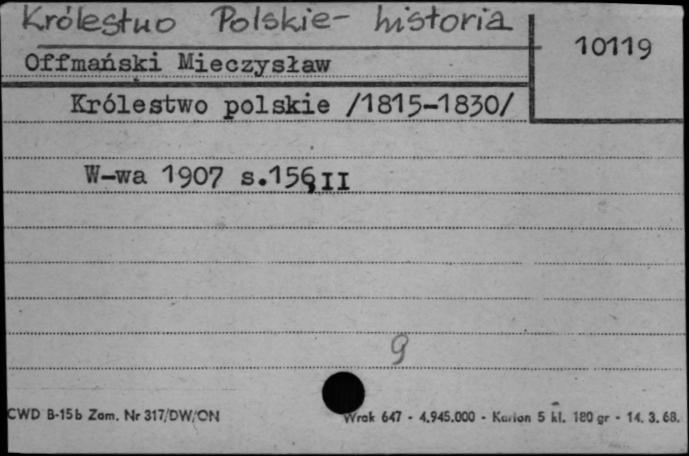 Królestwo Polskie - historia
10119
Offmański Mieczysław
Królestwo polskie /1815-1830/
W-wa 1907 s.156,II
9
CWD B-15b Zam. Nr 317/DW/ON
Wrak 647 - 4.945.000 - Karton 5 kl. 180 gr - 14. 3. 68.